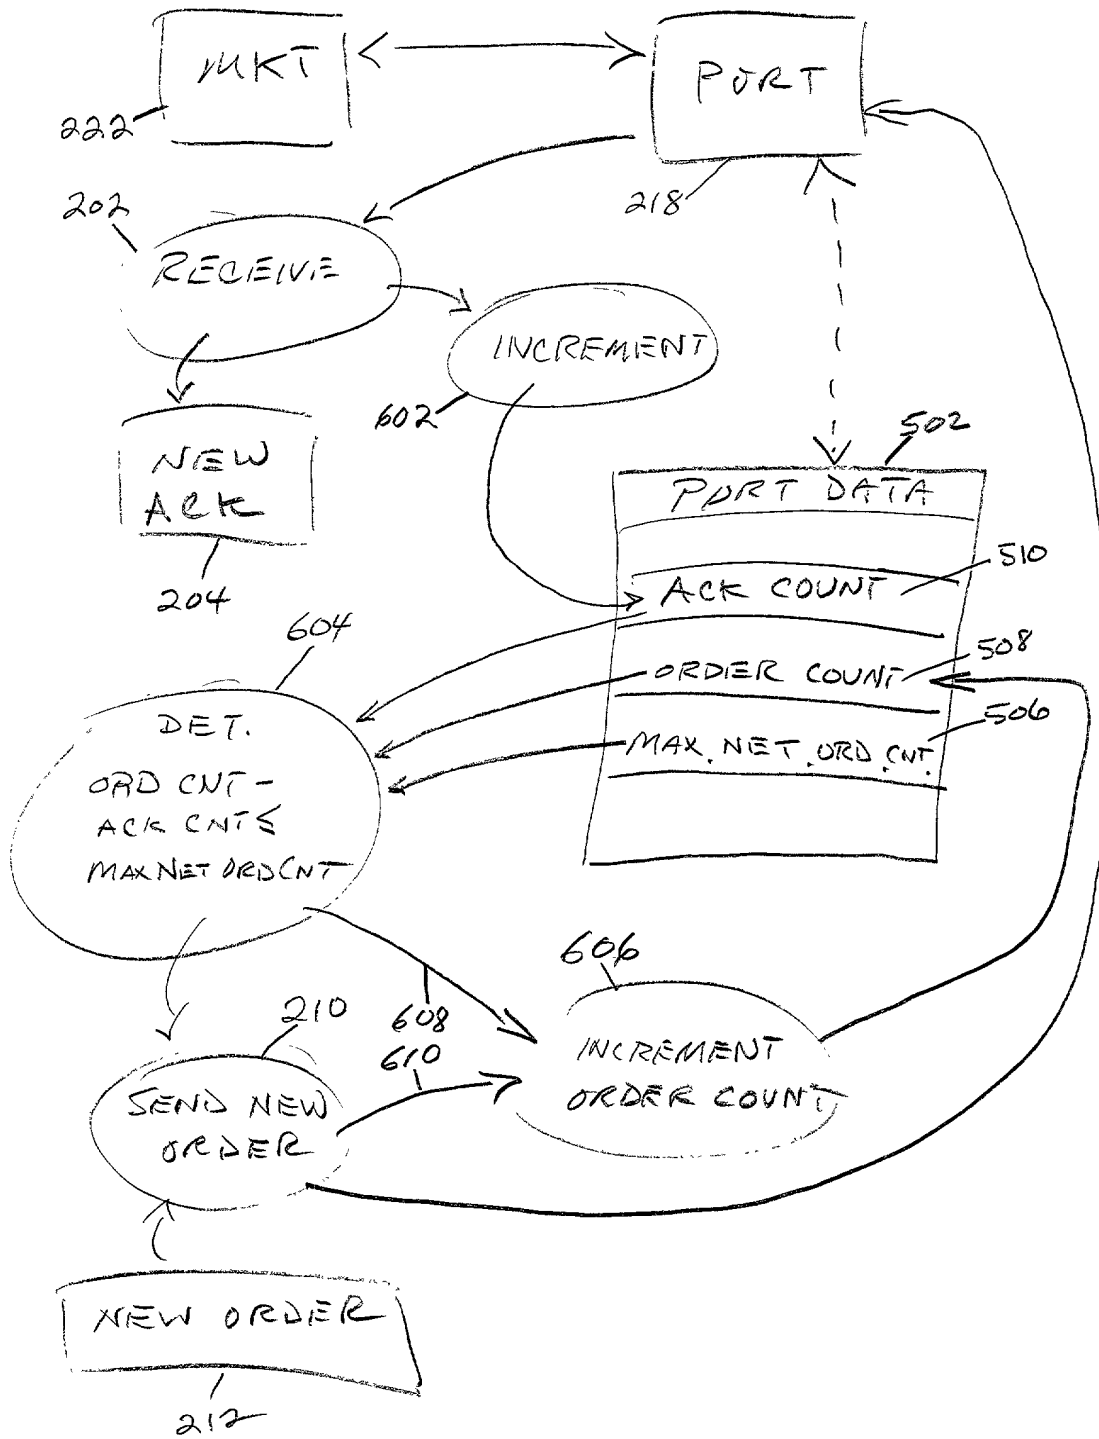 MKT
PORT
222
218
202
RECEIVE
INCREMENT
602
502
NEW
ACK
PORT DATA
510
ACK COUNT
204
604
508
ORDER COUNT
506
DET.
MAX.NET.ORD.CNT.
ORD CNT -
ACK CNT ≤
MAX NET ORD CNT
606
210
608
610
INCREMENT
ORDER COUNT
SEND NEW
ORDER
NEW ORDER
212